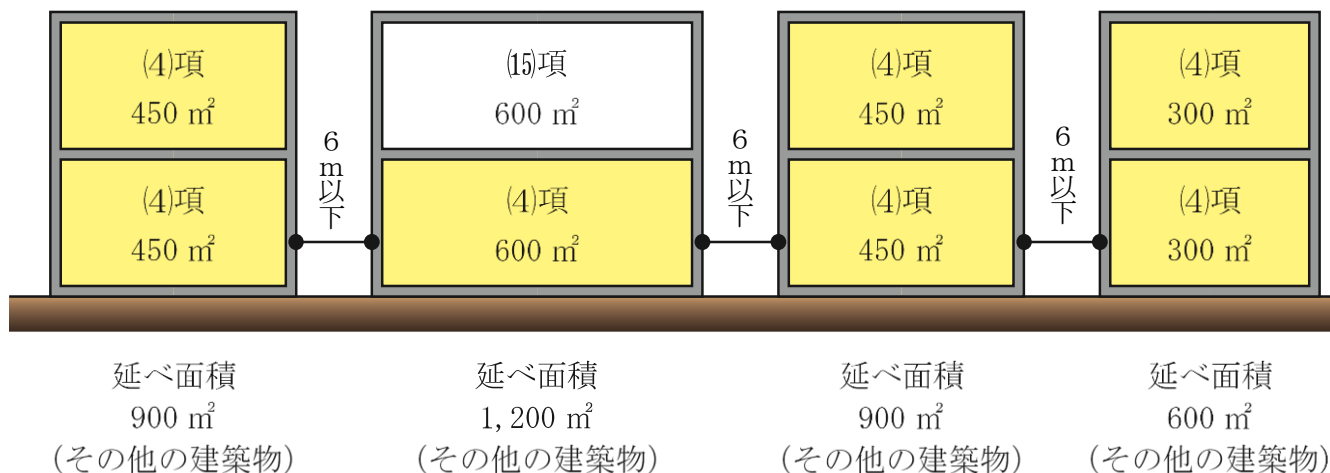 ⑷項
450 ㎡
⑷項
450 ㎡
6m以下
⒂項
600 ㎡
⑷項
600 ㎡
6m以下
⑷項
450 ㎡
⑷項
450 ㎡
6m以下
⑷項
300 ㎡
⑷項
300 ㎡
延べ面積
900 ㎡
(その他の建築物)
延べ面積
1,200 ㎡
(その他の建築物)
延べ面積
900 ㎡
(その他の建築物)
延べ面積
600 ㎡
(その他の建築物)